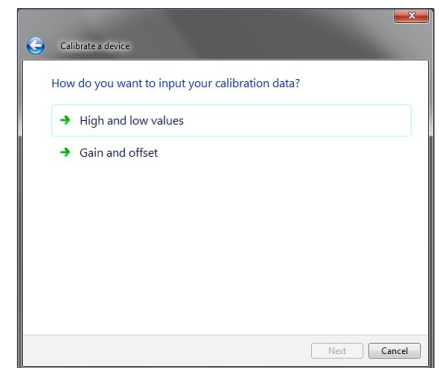 Calibrate a device
How do you want to input your calibration data?
High and low values
Gain and offset
Next Cancel